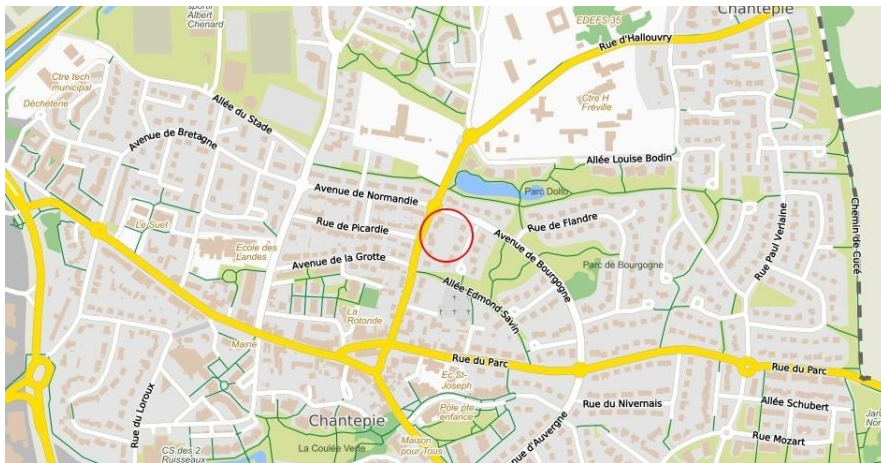 sportif
Albert
Chenard
EDEFS 35
Chantepie
Rue d'Hallouvry
Ctre tech
municipal
Déchèterie
Allée du Stade
Ctre H
Fréville
Avenue de Bretagne
Allée Louise Bodin
Avenue de Normandie
Parc Dolto
Chemin de Cucé
Le Suet
Rue de Picardie
Rue de Flandre
Rue Paul Verlaine
Ecole des
Landes
Avenue de Bourgogne
Avenue de la Grotte
Parc de Bourgogne
Allée Edmond Savin
La
Rotonde
Mairie
Rue du Parc
Rue du Parc
Ec St-
Joseph
Rue du Loroux
Pôle pte
enfance
Rue du Nivernais
Allée Schubert
Chantepie
Rue Mozart
Maison
pour Tous
La Coulée Verte
CS des 2
Ruisseaux